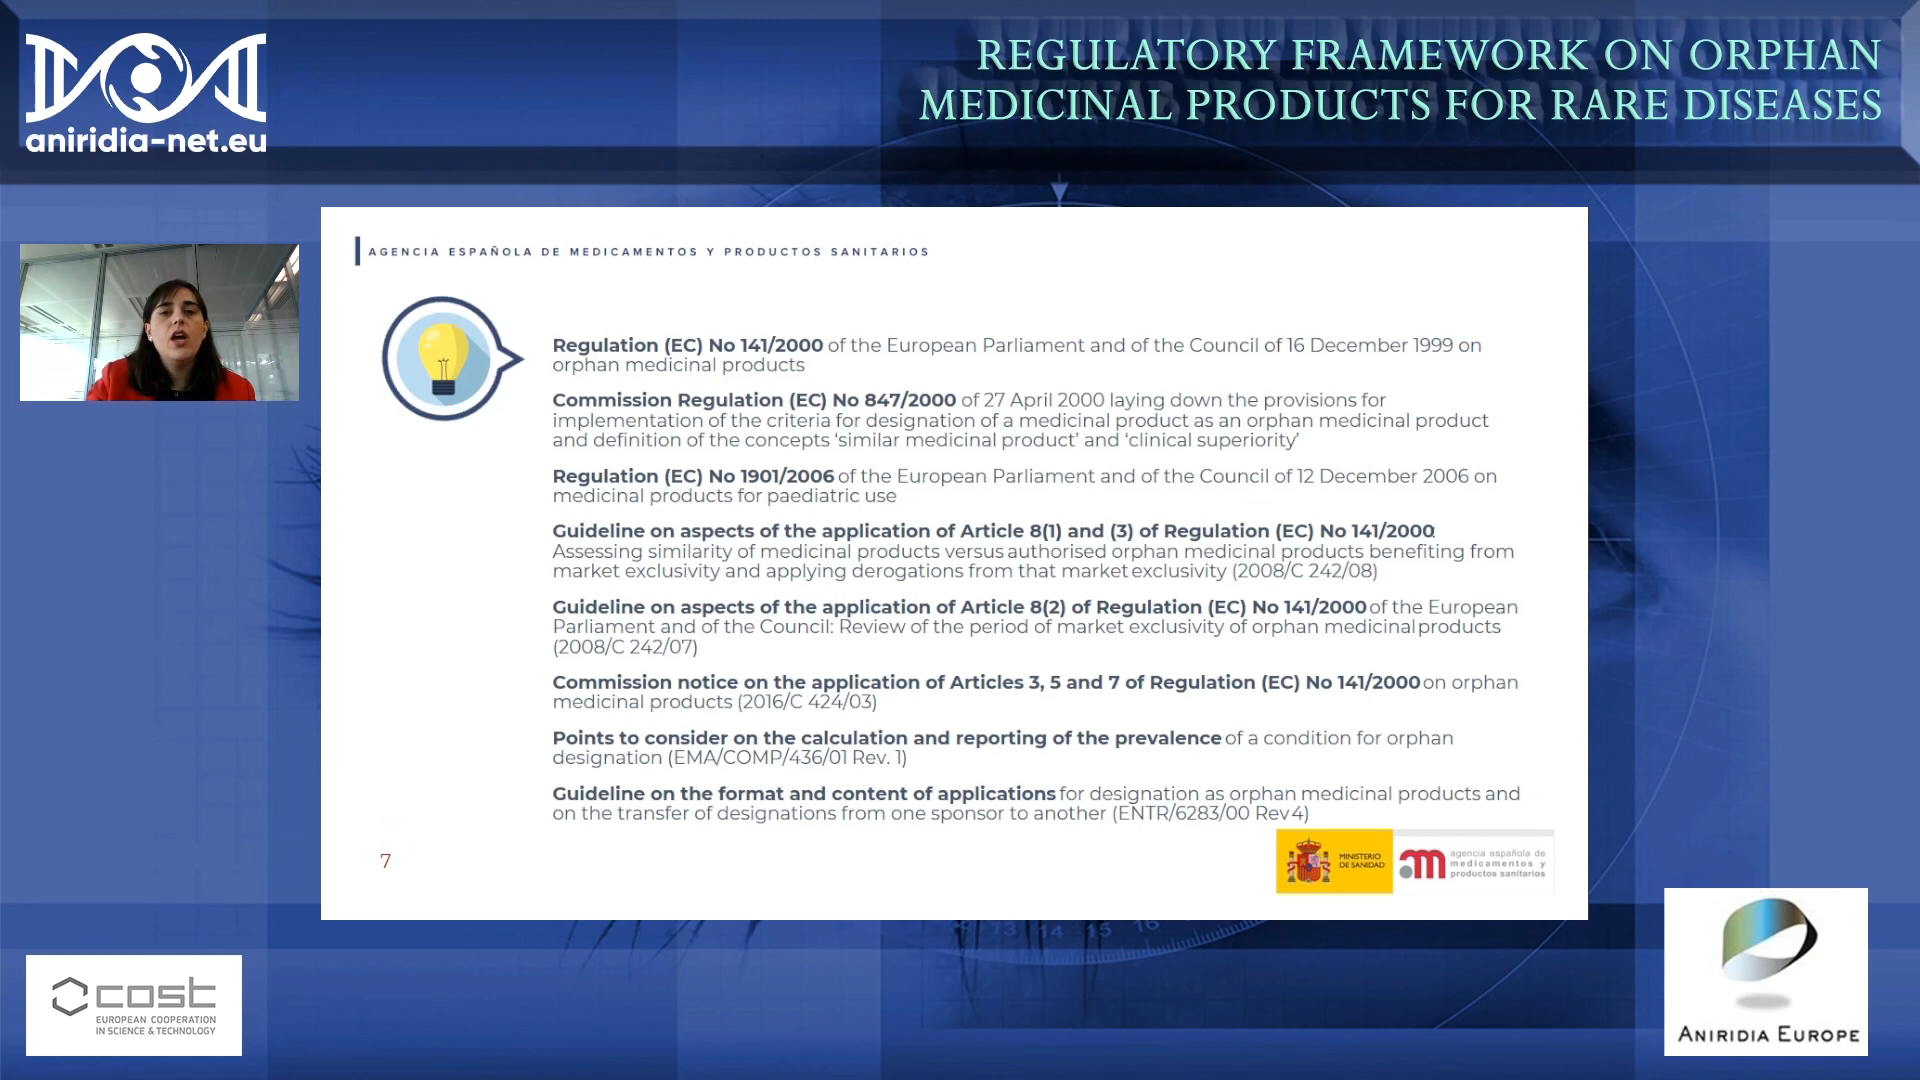 aniridia-net.eu
REGULATORY FRAMEWORK ON ORPHAN
MEDICINAL PRODUCTS FOR RARE DISEASES
AGENCIA ESPAÑOLA DE MEDICAMENTOS Y PRODUCTOS SANITARIOS
Regulation (EC) No 141/2000 of the European Parliament and of the Council of 16 December 1999 on
orphan medicinal products
Commission Regulation (EC) No 847/2000 of 27 April 2000 laying down the provisions for
implementation of the criteria for designation of a medicinal product as an orphan medicinal product
and definition of the concepts ‘similar medicinal product’ and ‘clinical superiority’
Regulation (EC) No 1901/2006 of the European Parliament and of the Council of 12 December 2006 on
medicinal products for paediatric use
Guideline on aspects of the application of Article 8(1) and (3) of Regulation (EC) No 141/2000:
Assessing similarity of medicinal products versus authorised orphan medicinal products benefiting from
market exclusivity and applying derogations from that market exclusivity (2008/C 242/08)
Guideline on aspects of the application of Article 8(2) of Regulation (EC) No 141/2000 of the European
Parliament and of the Council: Review of the period of market exclusivity of orphan medicinal products
(2008/C 242/07)
Commission notice on the application of Articles 3, 5 and 7 of Regulation (EC) No 141/2000 on orphan
medicinal products (2016/C 424/03)
Points to consider on the calculation and reporting of the prevalence of a condition for orphan
designation (EMA/COMP/436/01 Rev. 1)
Guideline on the format and content of applications for designation as orphan medicinal products and
on the transfer of designations from one sponsor to another (ENTR/6283/00 Rev 4)
7
MINISTERIO
DE SANIDAD
agencia española de
medicamentos y
productos sanitarios
13 14 15 16
cost
EUROPEAN COOPERATION
IN SCIENCE & TECHNOLOGY
ANIRIDIA EUROPE